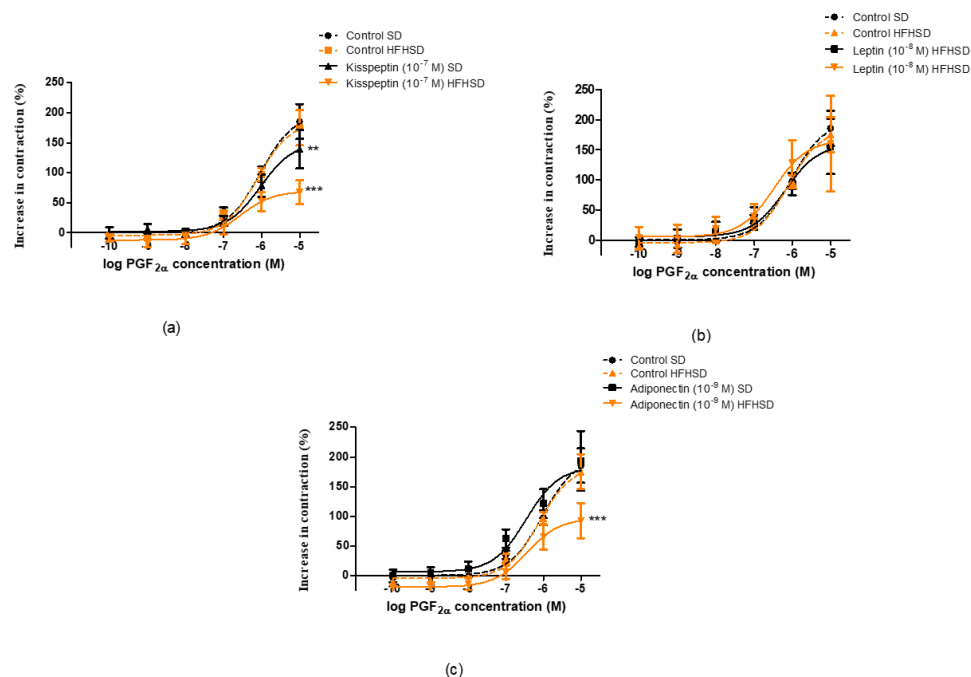 Control SD
Control HFHSD
Kisspeptin (10⁻⁷ M) SD
Kisspeptin (10⁻⁷ M) HFHSD
Increase in contraction (%)
250
200
150
100
50
0
**
***
-10 -9 -8 -7 -6 -5
log PGF₂α concentration (M)
(a)
Control SD
Control HFHSD
Leptin (10⁻⁸ M) HFHSD
Leptin (10⁻⁸ M) HFHSD
Increase in contraction (%)
250
200
150
100
50
0
-10 -9 -8 -7 -6 -5
log PGF₂α concentration (M)
(b)
Control SD
Control HFHSD
Adiponectin (10⁻⁹ M) SD
Adiponectin (10⁻⁹ M) HFHSD
Increase in contraction (%)
250
200
150
100
50
0
***
-10 -9 -8 -7 -6 -5
log PGF₂α concentration (M)
(c)